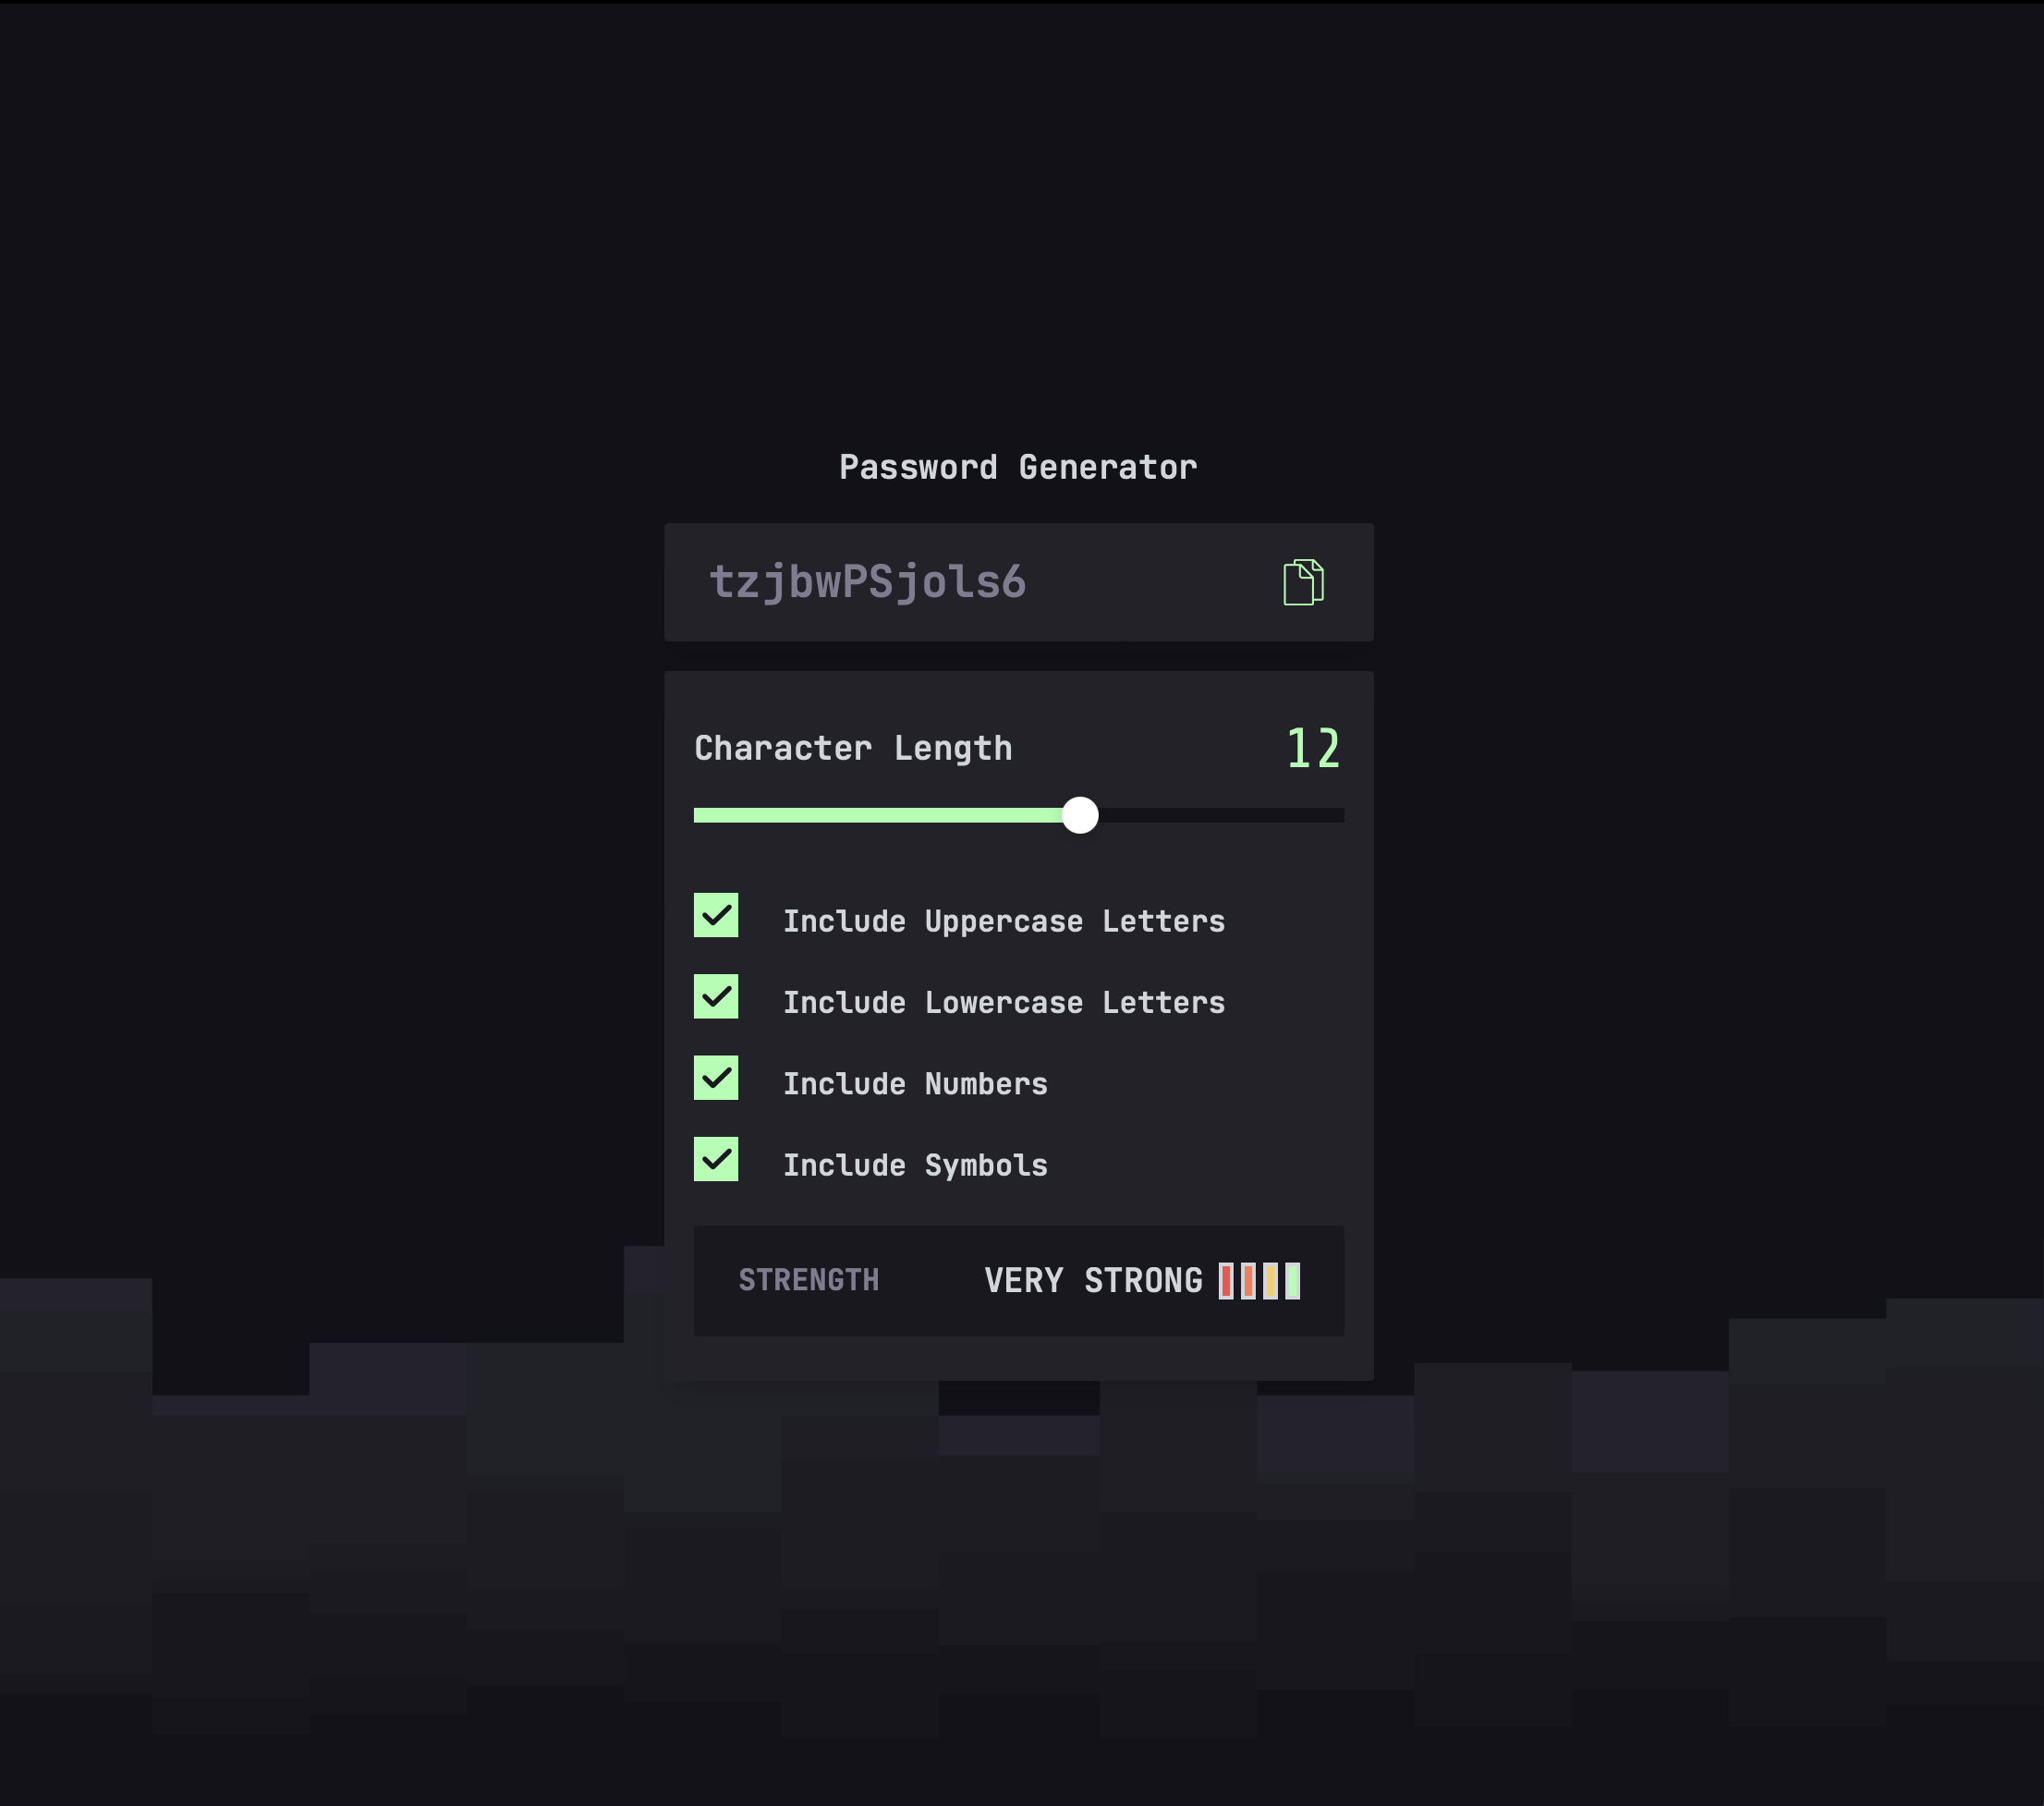 Password Generator
tzjbwPSjols6
Character Length 12
Include Uppercase Letters
Include Lowercase Letters
Include Numbers
Include Symbols
STRENGTH VERY STRONG